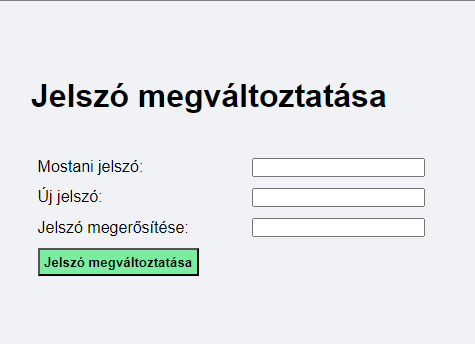 Jelszó megváltoztatása
Mostani jelszó:
Új jelszó:
Jelszó megerősítése:
Jelszó megváltoztatása